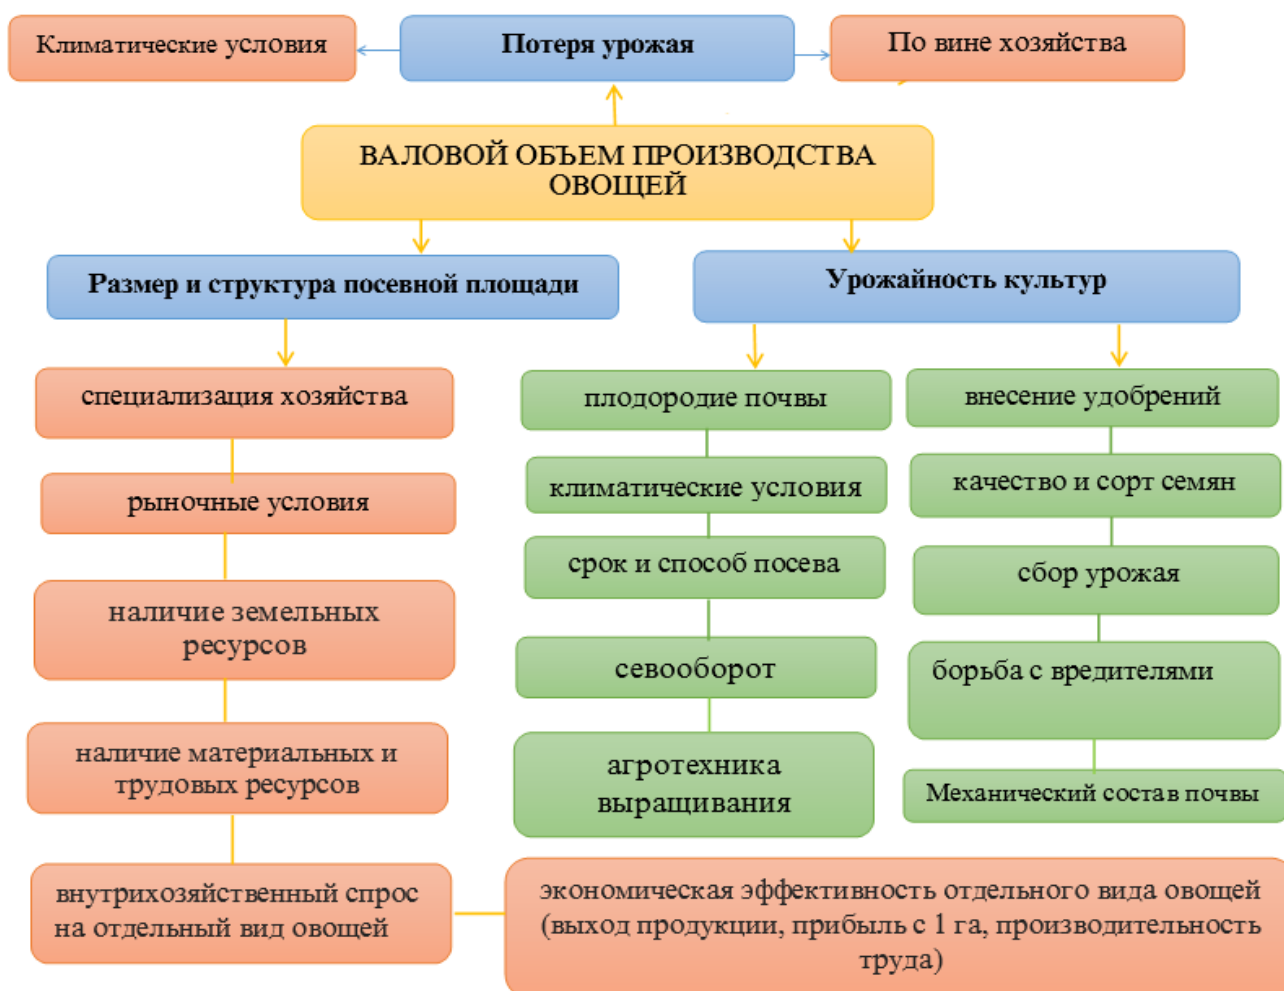 Климатические условия
Потеря урожая
По вине хозяйства
ВАЛОВОЙ ОБЪЕМ ПРОИЗВОДСТВА
ОВОЩЕЙ
Размер и структура посевной площади
Урожайность культур
специализация хозяйства
рыночные условия
наличие земельных
ресурсов
наличие материальных и
трудовых ресурсов
внутрихозяйственный спрос
на отдельный вид овощей
экономическая эффективность отдельного вида овощей
(выход продукции, прибыль с 1 га, производительность
труда)
плодородие почвы
климатические условия
срок и способ посева
севооборот
агротехника
выращивания
внесение удобрений
качество и сорт семян
сбор урожая
борьба с вредителями
Механический состав почвы